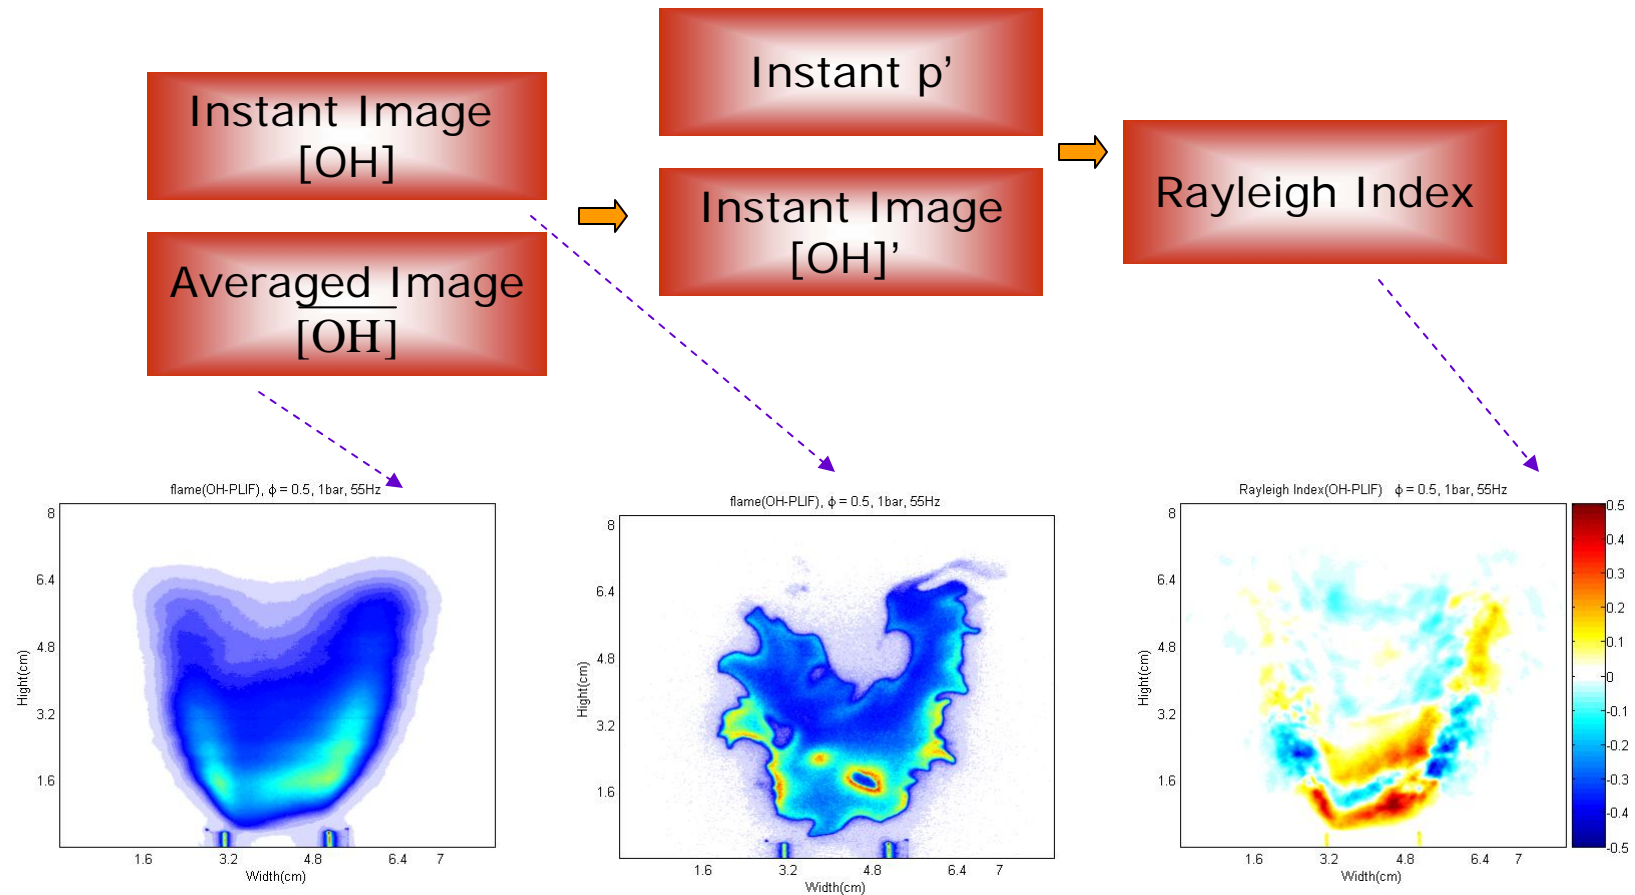 Instant Image
[OH]
Averaged Image
[OH]
Instant p’
Instant Image
[OH]’
Rayleigh Index
flame(OH-PLIF), ϕ = 0.5, 1bar, 55Hz
8
6.4
4.8
3.2
1.6
Hight(cm)
1.6 3.2 4.8 6.4 7
Width(cm)
flame(OH-PLIF), ϕ = 0.5, 1bar, 55Hz
8
6.4
4.8
3.2
1.6
Hight(cm)
1.6 3.2 4.8 6.4 7
Width(cm)
Rayleigh Index(OH-PLIF) ϕ = 0.5, 1bar, 55Hz
8
6.4
4.8
3.2
1.6
Hight(cm)
1.6 3.2 4.8 6.4 7
Width(cm)
0.5
0.4
0.3
0.2
0.1
0
-0.1
-0.2
-0.3
-0.4
-0.5